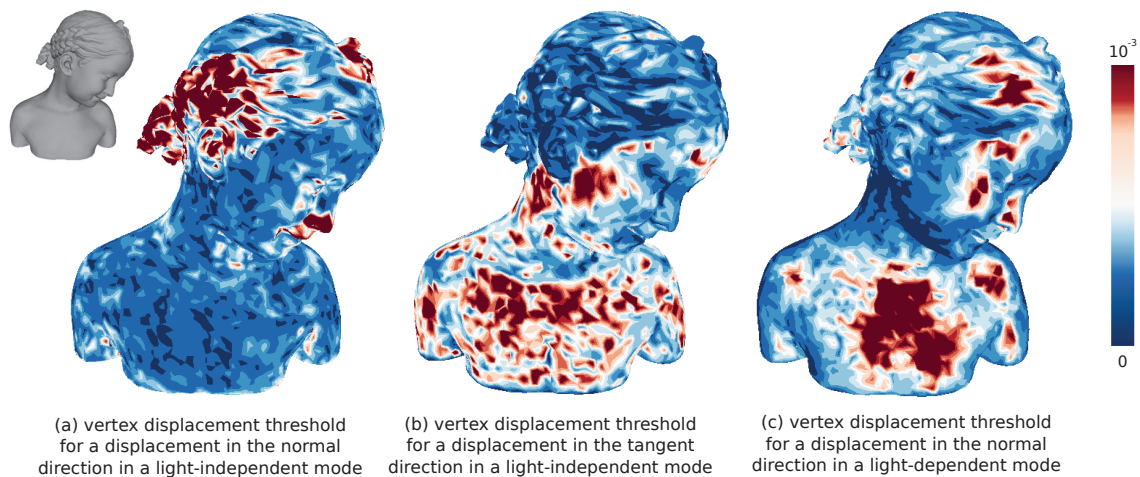 10-3
0
(a) vertex displacement threshold
for a displacement in the normal
direction in a light-independent mode
(b) vertex displacement threshold
for a displacement in the tangent
direction in a light-independent mode
(c) vertex displacement threshold
for a displacement in the normal
direction in a light-dependent mode